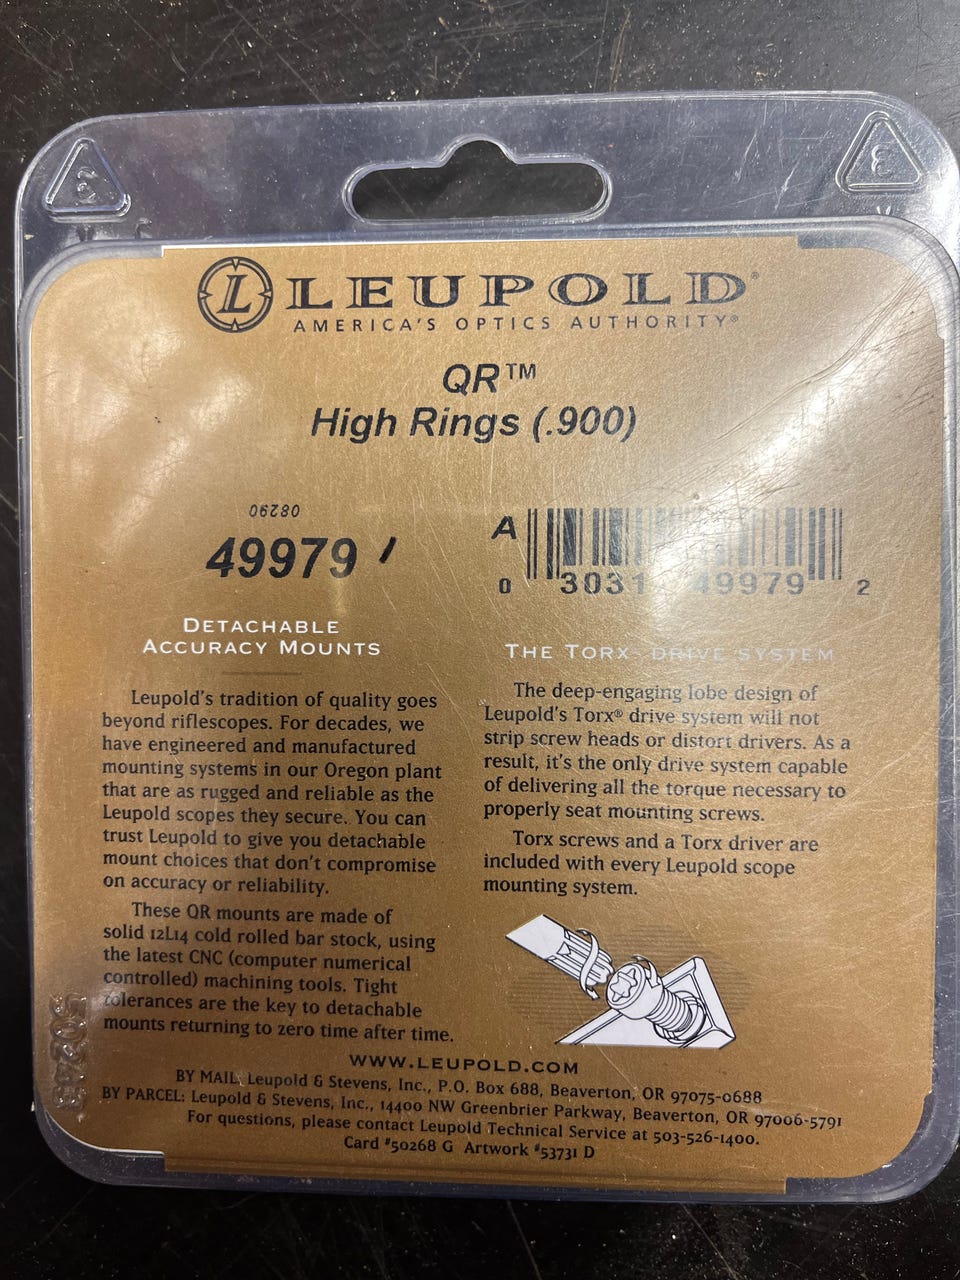 L LEUPOLD®
AMERICA'S OPTICS AUTHORITY®
QR™
High Rings (.900)
08290
49979
A
0 3031 49979 2
DETACHABLE
ACCURACY MOUNTS
Leupold's tradition of quality goes
beyond riflescopes. For decades, we
have engineered and manufactured
mounting systems in our Oregon plant
that are as rugged and reliable as the
Leupold scopes they secure. You can
trust Leupold to give you detachable
mount choices that don't compromise
on accuracy or reliability.
These QR mounts are made of
solid 12L14 cold rolled bar stock, using
the latest CNC (computer numerical
controlled) machining tools. Tight
tolerances are the key to detachable
mounts returning to zero time after time.
THE TORX DRIVE SYSTEM
The deep-engaging lobe design of
Leupold's Torx® drive system will not
strip screw heads or distort drivers. As a
result, it's the only drive system capable
of delivering all the torque necessary to
properly seat mounting screws.
Torx screws and a Torx driver are
included with every Leupold scope
mounting system.
WWW.LEUPOLD.COM
BY MAIL: Leupold & Stevens, Inc., P.O. Box 688, Beaverton, OR 97075-0688
BY PARCEL: Leupold & Stevens, Inc., 14400 NW Greenbrier Parkway, Beaverton, OR 97006-5791
For questions, please contact Leupold Technical Service at 503-526-1400.
Card #50268 G Artwork #53731 D